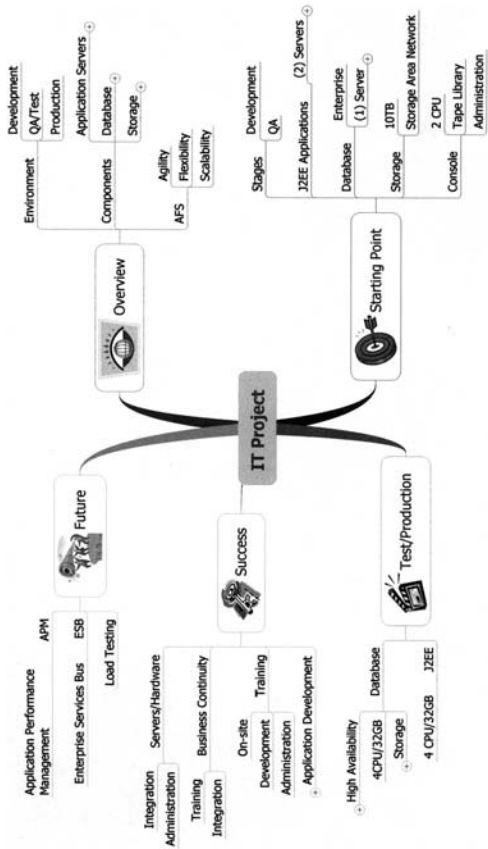 IT Project
Overview
Environment
Development
QA/Test
Production
Components
Application Servers
Database
Storage
AFS
Agility
Flexibility
Scalability
Starting Point
Stages
Development
QA
J2EE Applications
(2) Servers
Database
Enterprise
(1) Server
Storage
10TB
Storage Area Network
Console
2 CPU
Tape Library
Administration
Future
APM
Application Performance
Management
ESB
Enterprise Services Bus
Load Testing
Success
Servers/Hardware
Integration
Administration
Business Continuity
Training
Integration
Training
On-site
Development
Administration
Application Development
Test/Production
Database
High Availability
4CPU/32GB
Storage
J2EE
4 CPU/32GB